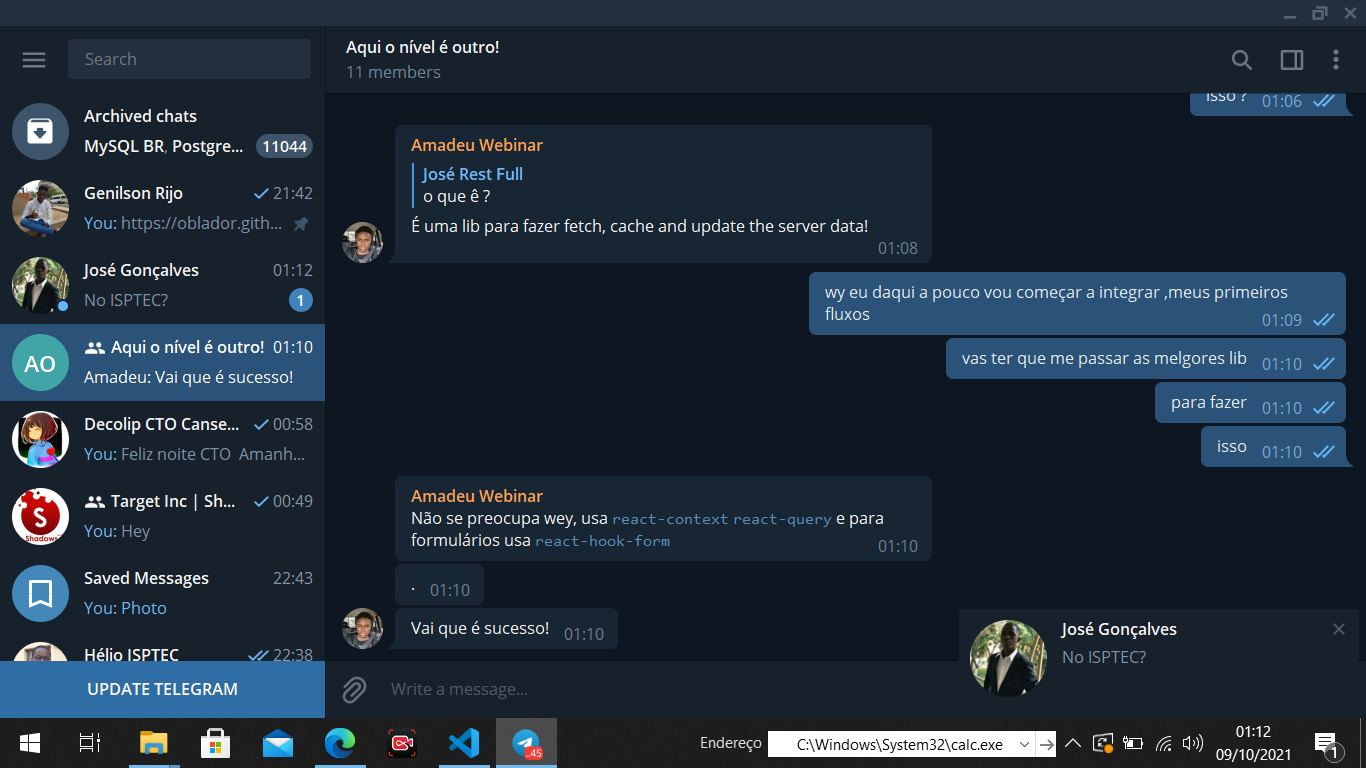 Search
Archived chats
MySQL BR, Postgre... 11044
Genilson Rijo 21:42
You: https://oblador.gith...
José Gonçalves 01:12
No ISPTEC? 1
AO
Aqui o nível é outro! 01:10
Amadeu: Vai que é sucesso!
Decolip CTO Canse... 00:58
You: Feliz noite CTO Amanh...
Target Inc | Sh... 00:49
You: Hey
S
Shadows
Saved Messages 22:43
You: Photo
Hélio ISPTEC 22:38
UPDATE TELEGRAM
Aqui o nível é outro!
11 members
isso ? 01:06
Amadeu Webinar
José Rest Full
o que ê ?
É uma lib para fazer fetch, cache and update the server data!
01:08
wy eu daqui a pouco vou começar a integrar ,meus primeiros
fluxos 01:09
vas ter que me passar as melgores lib 01:10
para fazer 01:10
isso 01:10
Amadeu Webinar
Não se preocupa wey, usa react-context react-query e para
formulários usa react-hook-form 01:10
. 01:10
Vai que é sucesso! 01:10
José Gonçalves
No ISPTEC?
Write a message...
..45
Endereço C:\Windows\System32\calc.exe
01:12
09/10/2021
1